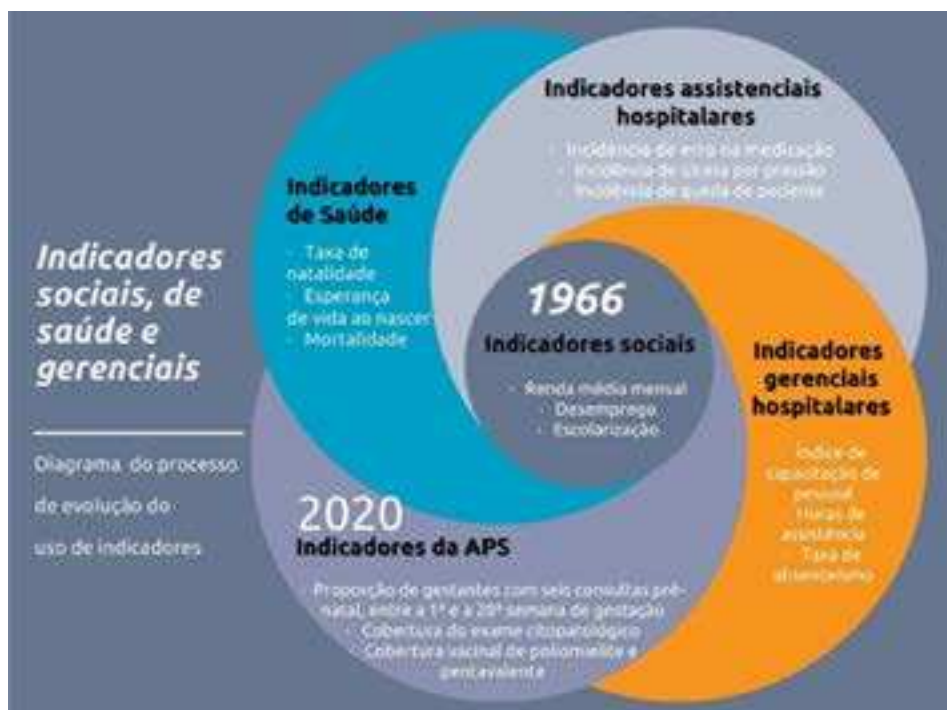 Indicadores
sociais, de
saúde e
gerenciais
Diagrama do processo
de evolução do
uso de indicadores
Indicadores
de Saúde
- Taxa de
natalidade
- Esperança
de vida ao nascer
- Mortalidade
Indicadores assistenciais
hospitalares
- Incidência de erro na medicação
- Incidência de úlcera por pressão
- Incidência de queda de paciente
1966
Indicadores sociais
- Renda média mensal
- Desemprego
- Escolarização
Indicadores
gerenciais
hospitalares
- Índice de
capacitação de
pessoal
- Horas de
assistência
- Taxa de
absenteísmo
2020
Indicadores da APS
- Proporção de gestantes com seis consultas pré-
natal, entre a 1ª e a 20ª semana de gestação
- Cobertura do exame citopatológico
- Cobertura vacinal de poliomielite e
pentavalente